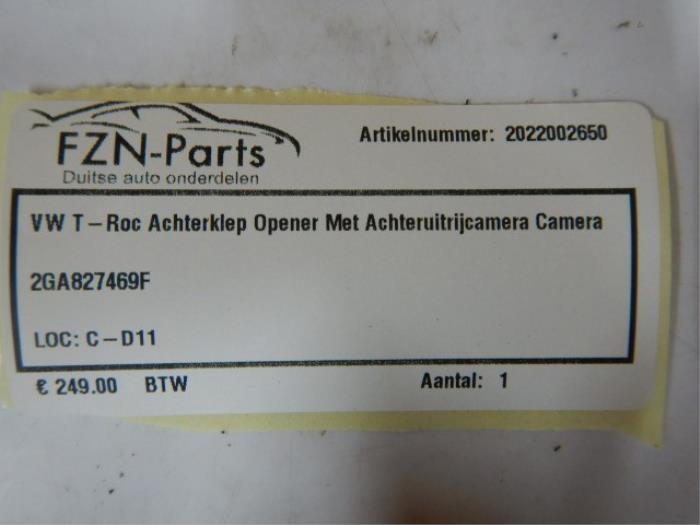 FZN-Parts
Duitse auto onderdelen
Artikelnummer: 2022002650
VW T-Roc Achterklep Opener Met Achteruitrijcamera Camera
2GA827469F
LOC: C-D11
€ 249.00 BTW Aantal: 1